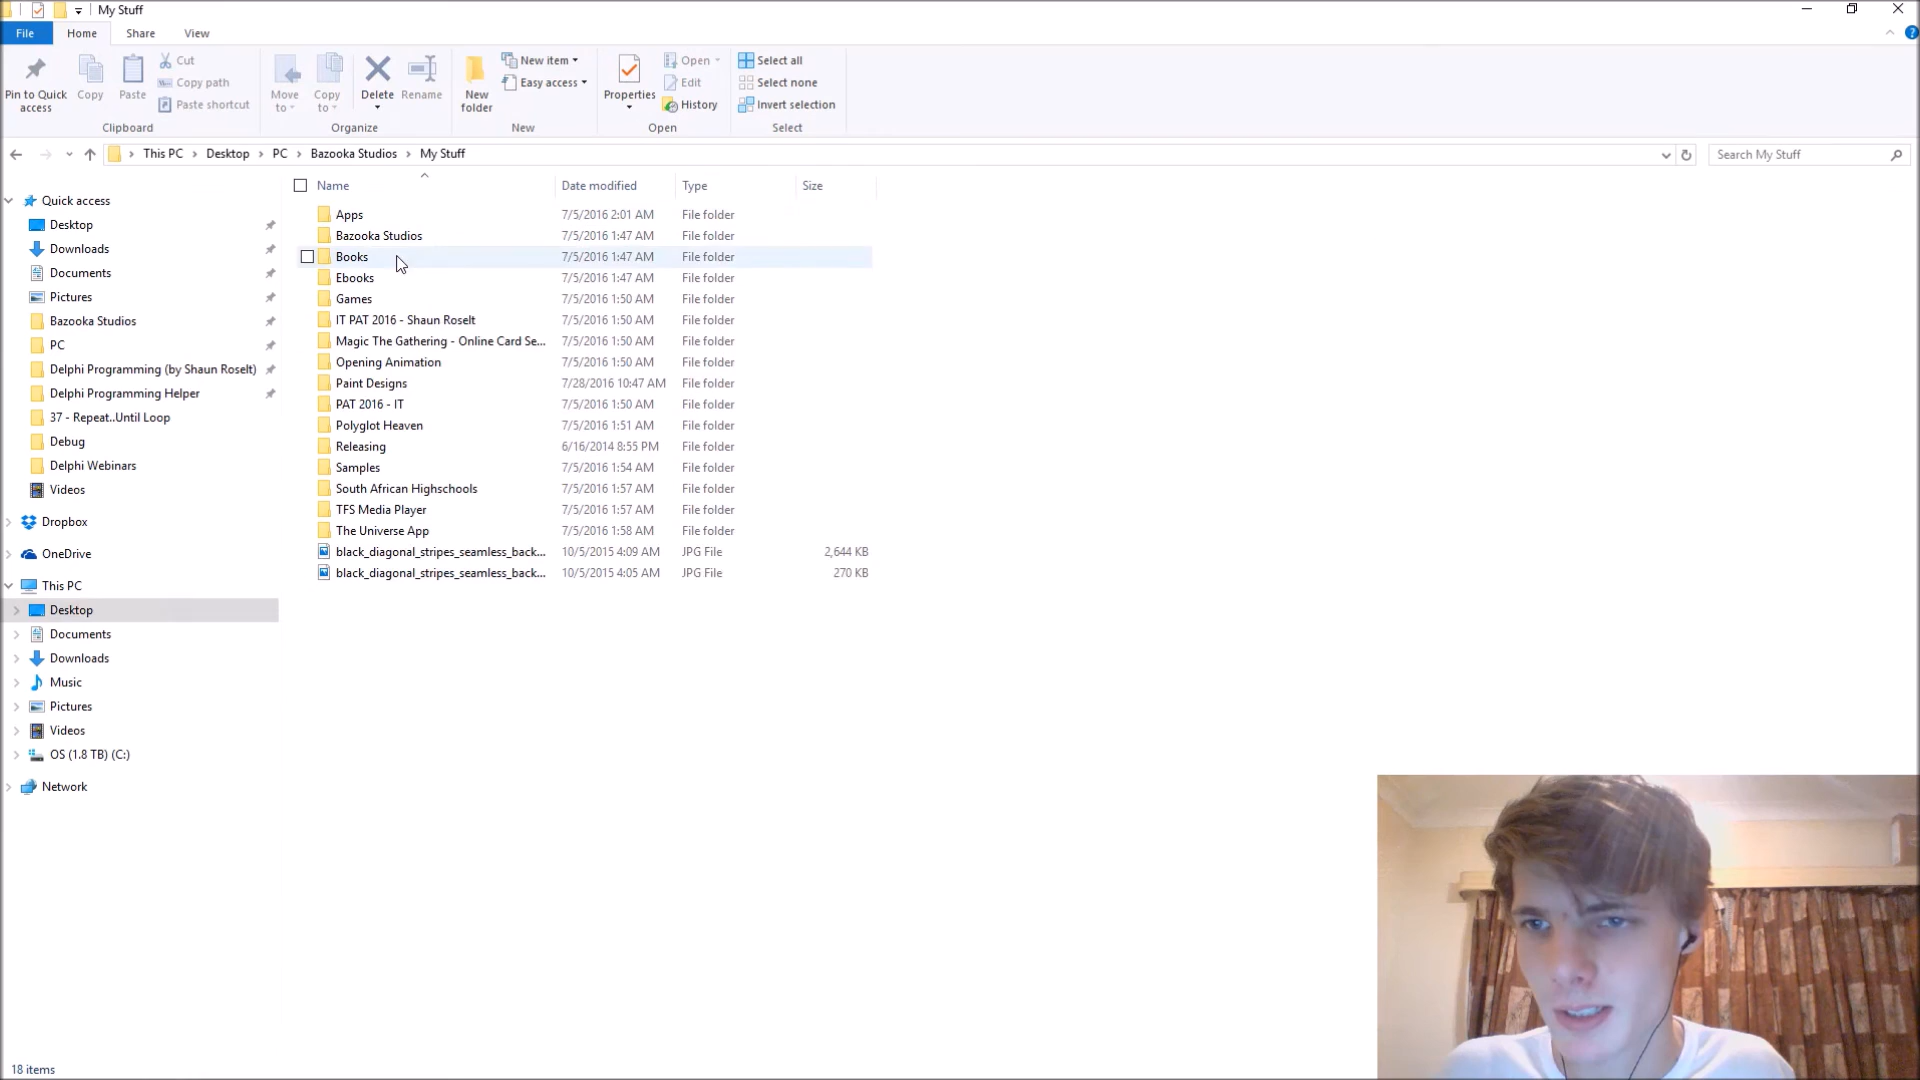 My Stuff
File Home Share View
Pin to Quick access
Copy
Paste
Cut
Copy path
Paste shortcut
Clipboard
Move to
Copy to
Delete
Rename
Organize
New folder
New item
Easy access
New
Properties
Open
Edit
History
Open
Select all
Select none
Invert selection
Select
This PC > Desktop > PC > Bazooka Studios > My Stuff
Search My Stuff
Quick access
Desktop
Downloads
Documents
Pictures
Bazooka Studios
PC
Delphi Programming (by Shaun Roselt)
Delphi Programming Helper
37 - Repeat..Until Loop
Debug
Delphi Webinars
Videos
Dropbox
OneDrive
This PC
Desktop
Documents
Downloads
Music
Pictures
Videos
OS (1.8 TB) (C:)
Network
Name Date modified Type Size
Apps 7/5/2016 2:01 AM File folder
Bazooka Studios 7/5/2016 1:47 AM File folder
Books 7/5/2016 1:47 AM File folder
Ebooks 7/5/2016 1:47 AM File folder
Games 7/5/2016 1:50 AM File folder
IT PAT 2016 - Shaun Roselt 7/5/2016 1:50 AM File folder
Magic The Gathering - Online Card Se... 7/5/2016 1:50 AM File folder
Opening Animation 7/5/2016 1:50 AM File folder
Paint Designs 7/28/2016 10:47 AM File folder
PAT 2016 - IT 7/5/2016 1:50 AM File folder
Polyglot Heaven 7/5/2016 1:51 AM File folder
Releasing 6/16/2014 8:55 PM File folder
Samples 7/5/2016 1:54 AM File folder
South African Highschools 7/5/2016 1:57 AM File folder
TFS Media Player 7/5/2016 1:57 AM File folder
The Universe App 7/5/2016 1:58 AM File folder
black_diagonal_stripes_seamless_back... 10/5/2015 4:09 AM JPG File 2,644 KB
black_diagonal_stripes_seamless_back... 10/5/2015 4:05 AM JPG File 270 KB
18 items